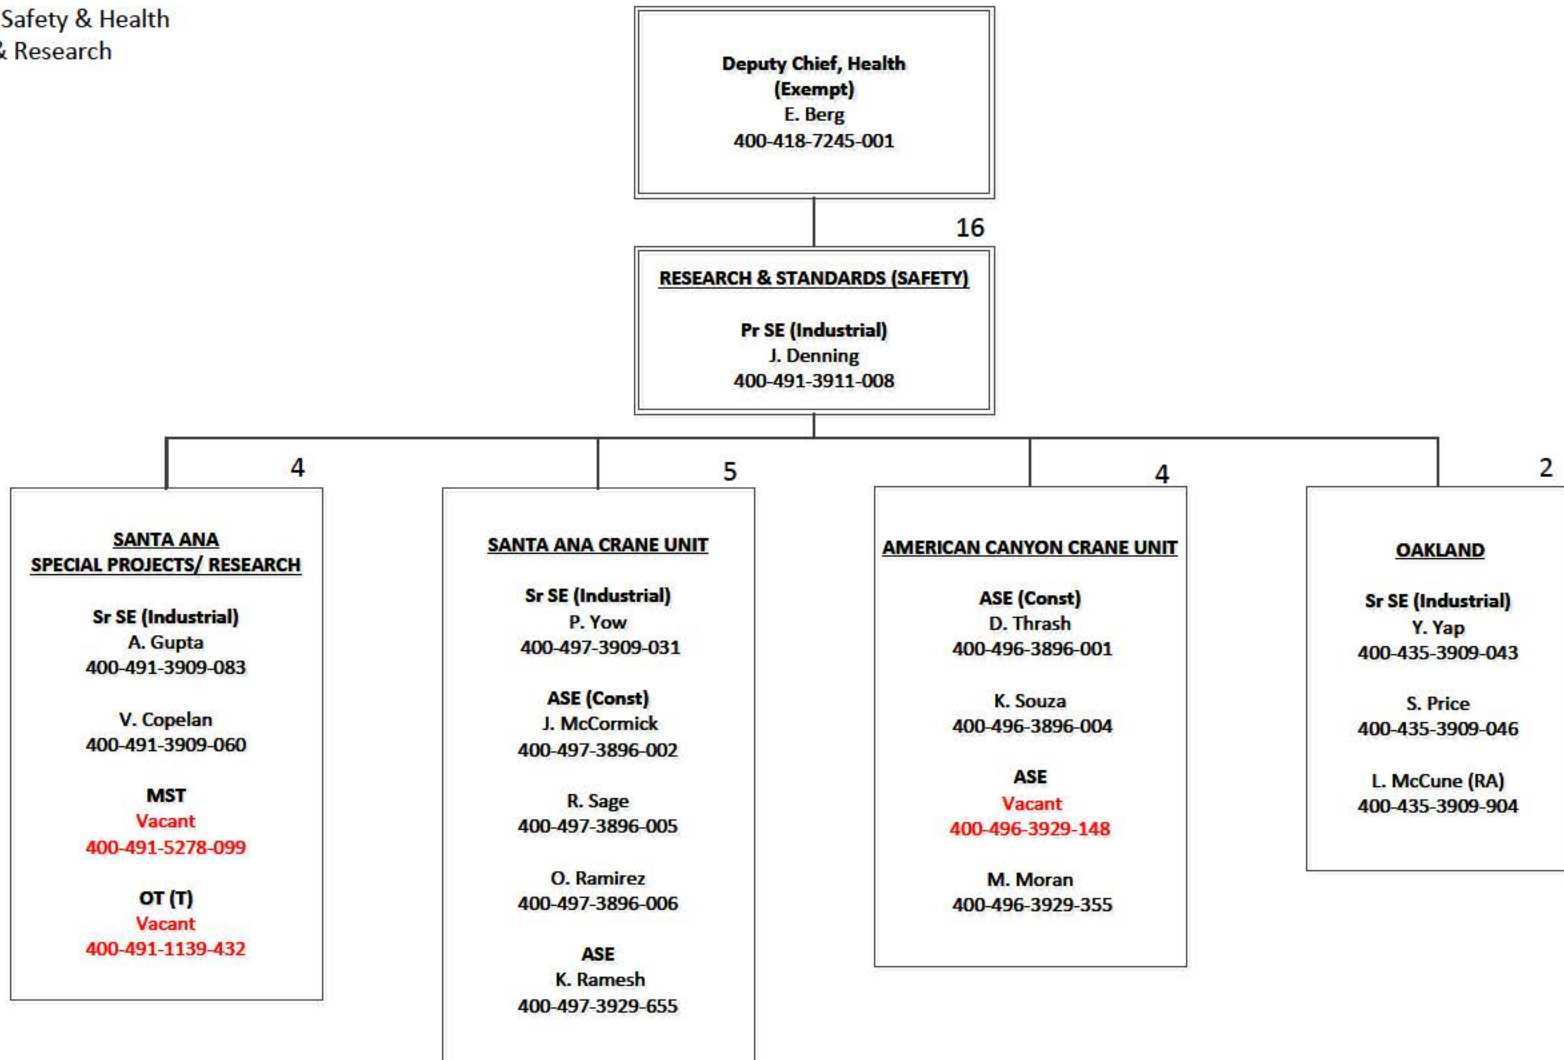 Safety & Health
& Research
Deputy Chief, Health
(Exempt)
E. Berg
400-418-7245-001
16
RESEARCH & STANDARDS (SAFETY)
Pr SE (Industrial)
J. Denning
400-491-3911-008
4
SANTA ANA
SPECIAL PROJECTS/ RESEARCH
Sr SE (Industrial)
A. Gupta
400-491-3909-083
V. Copelan
400-491-3909-060
MST
Vacant
400-491-5278-099
OT (T)
Vacant
400-491-1139-432
5
SANTA ANA CRANE UNIT
Sr SE (Industrial)
P. Yow
400-497-3909-031
ASE (Const)
J. McCormick
400-497-3896-002
R. Sage
400-497-3896-005
O. Ramirez
400-497-3896-006
ASE
K. Ramesh
400-497-3929-655
4
AMERICAN CANYON CRANE UNIT
ASE (Const)
D. Thrash
400-496-3896-001
K. Souza
400-496-3896-004
ASE
Vacant
400-496-3929-148
M. Moran
400-496-3929-355
2
OAKLAND
Sr SE (Industrial)
Y. Yap
400-435-3909-043
S. Price
400-435-3909-046
L. McCune (RA)
400-435-3909-904